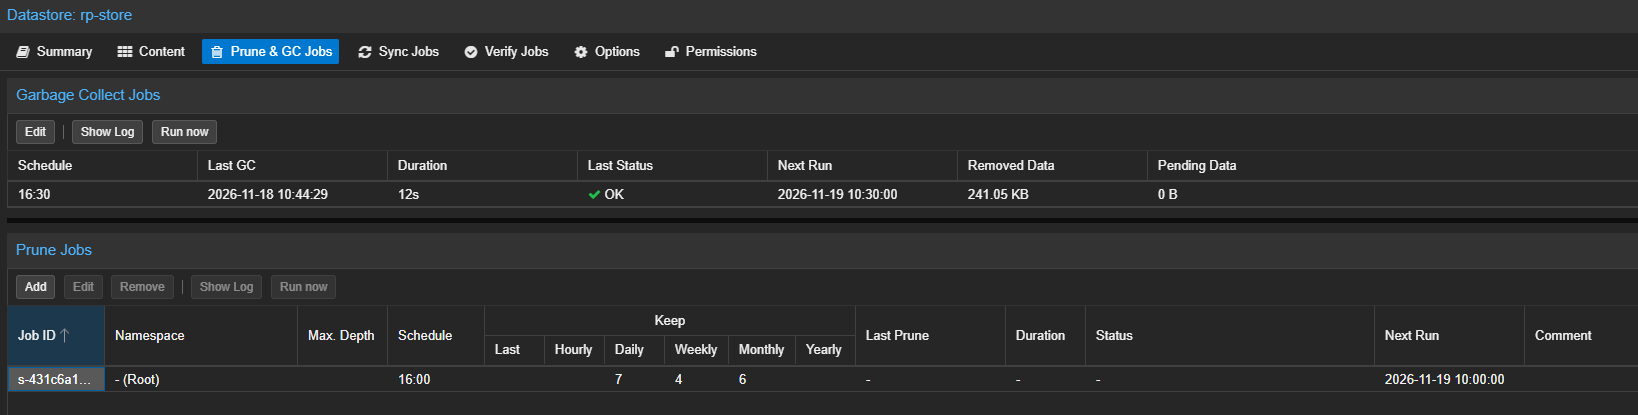 Datastore: rp-store
Summary Content Prune & GC Jobs Sync Jobs Verify Jobs Options Permissions
Garbage Collect Jobs
Edit Show Log Run now
Schedule Last GC Duration Last Status Next Run Removed Data Pending Data
16:30 2026-11-18 10:44:29 12s OK 2026-11-19 10:30:00 241.05 KB 0 B
Prune Jobs
Add Edit Remove Show Log Run now
Keep
Job ID Namespace Max. Depth Schedule Last Prune Duration Status Next Run Comment
Last Hourly Daily Weekly Monthly Yearly
s-431c6a1... - (Root) 16:00 7 4 6 - - - 2026-11-19 10:00:00